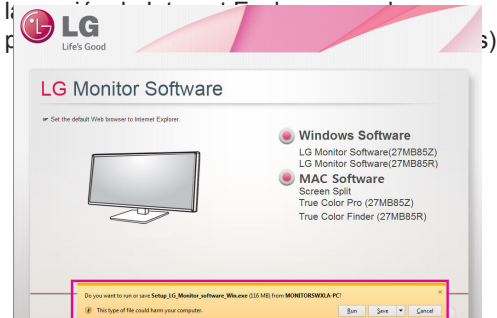 LG
Life's Good
LG Monitor Software
☞ Set the default Web browser to Internet Explorer.
Windows Software
LG Monitor Software(27MB85Z)
LG Monitor Software(27MB85R)
MAC Software
Screen Split
True Color Pro (27MB85Z)
True Color Finder (27MB85R)
Do you want to run or save Setup_LG_Monitor_software_Win.exe (116 MB) from MONITORSWXLA-PC?
This type of file could harm your computer.
Run Save Cancel